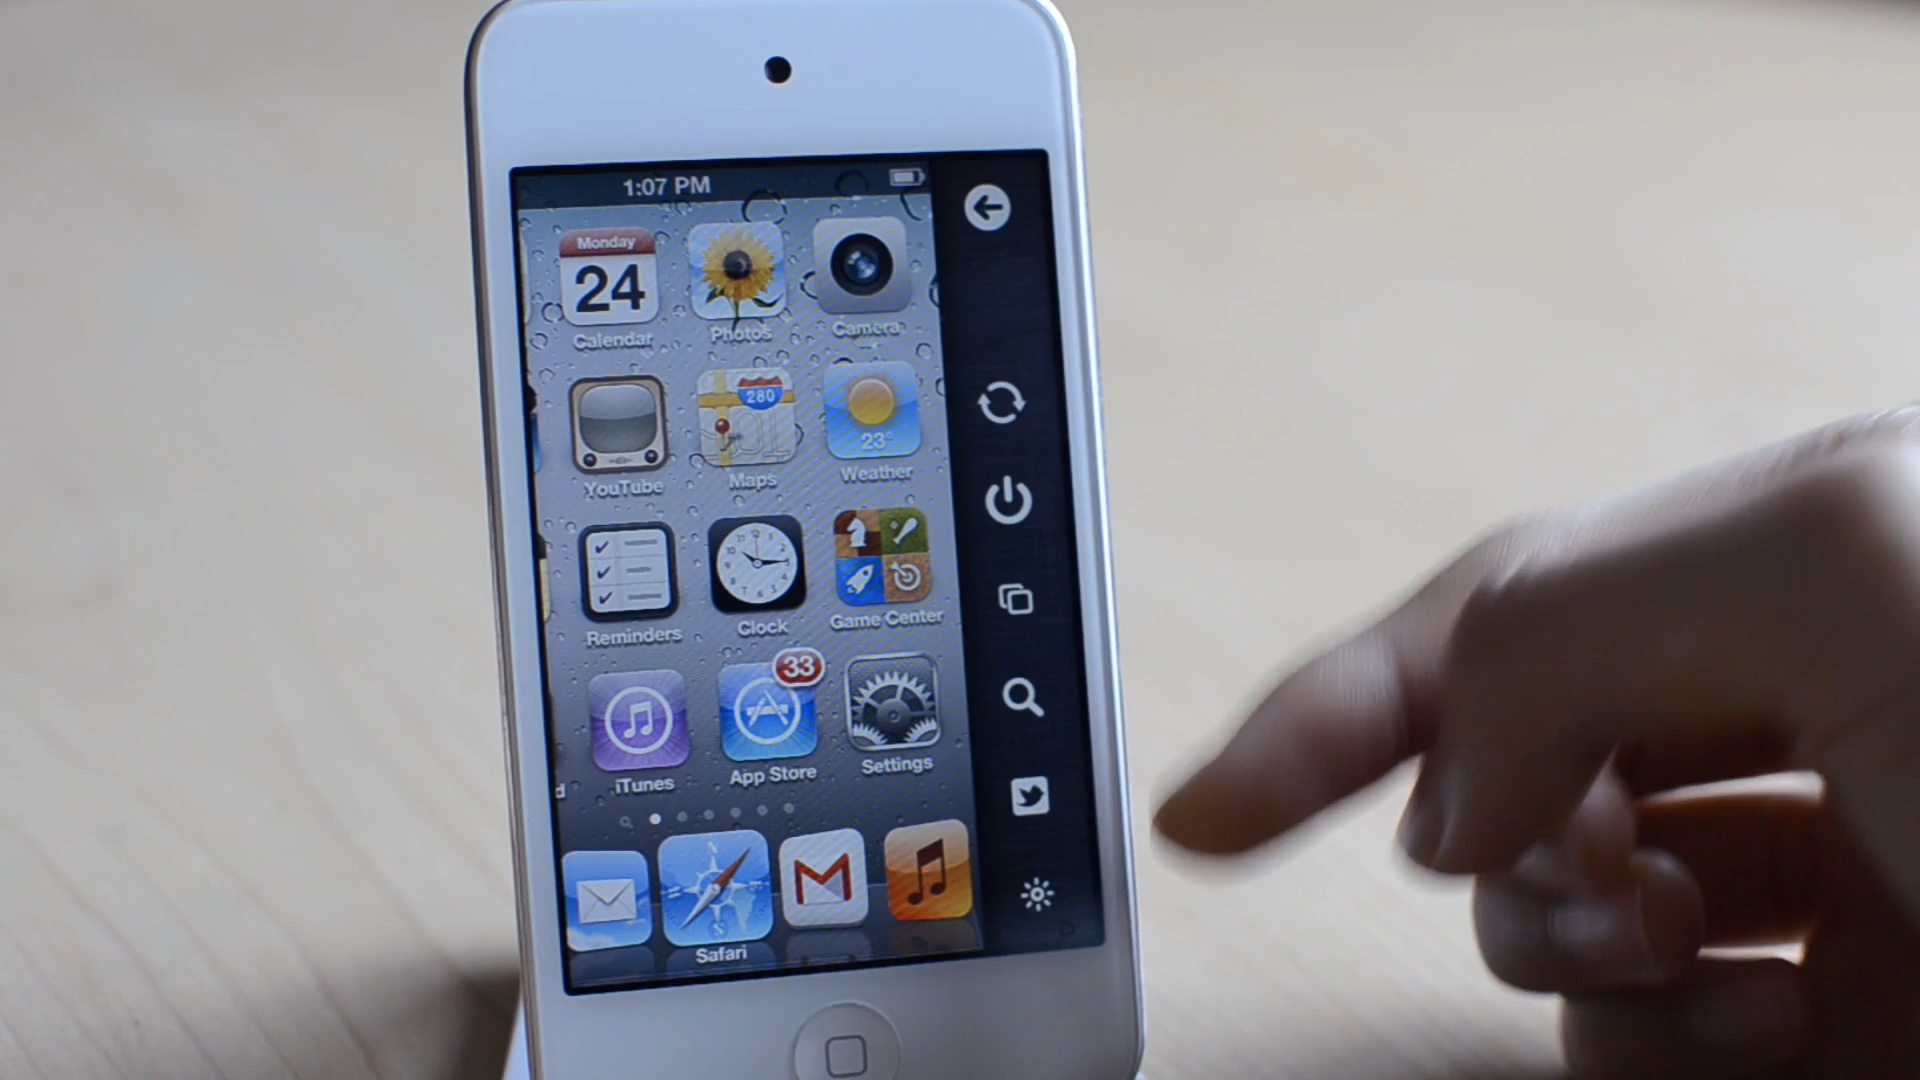 1:07 PM
Monday
24
Calendar
Photos
Camera
280
YouTube
Maps
23°
Weather
Reminders
Clock
Game Center
33
iTunes
App Store
Settings
d
Safari